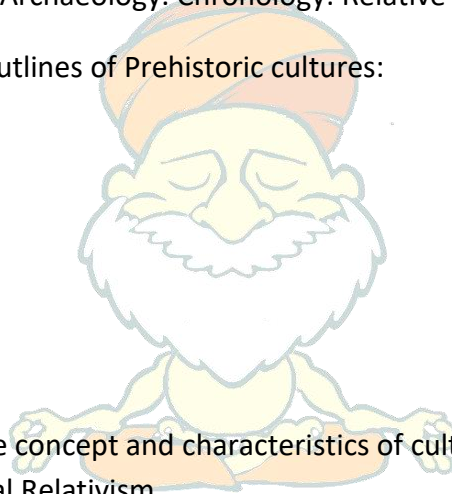 Archaeology. Chronology: Relative
utlines of Prehistoric cultures:
e concept and characteristics of cult
al Relativism